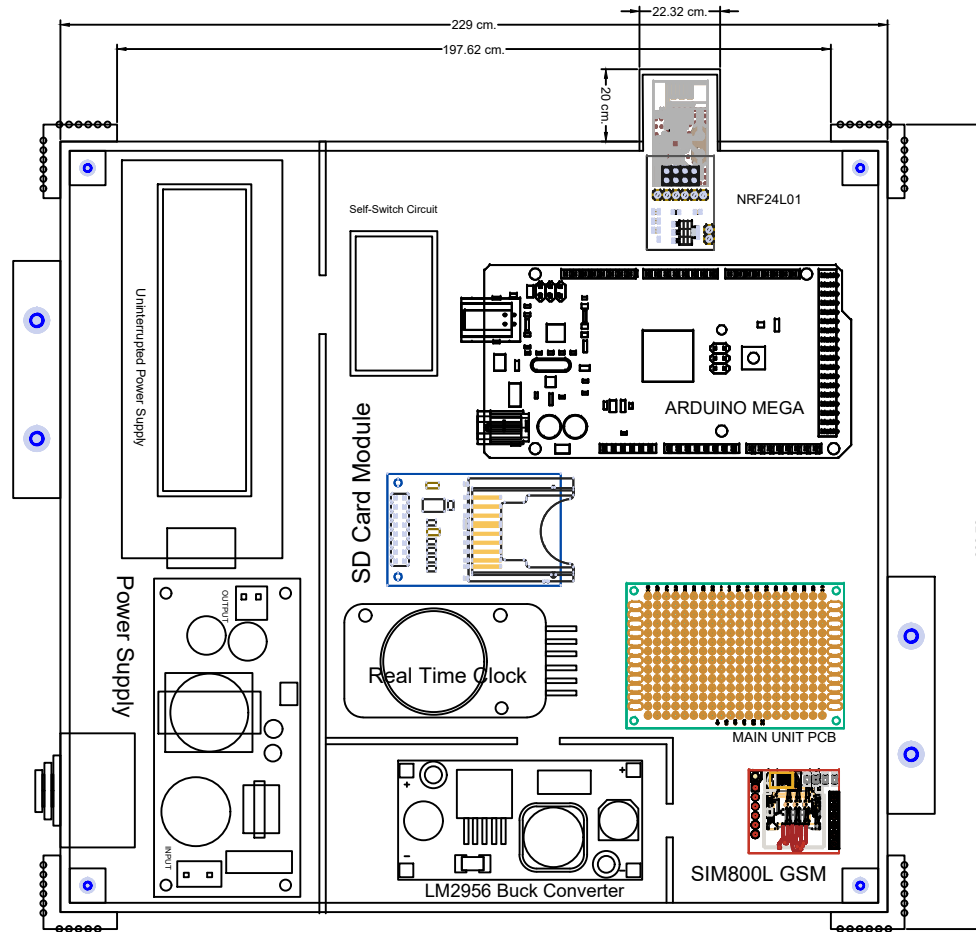 22.32 cm.
229 cm.
197.62 cm.
20 cm.
NRF24L01
Self-Switch Circuit
Uninterrupted Power Supply
ARDUINO MEGA
SD Card Module
Power Supply
OUTPUT
Real Time Clock
MAIN UNIT PCB
+
+
−
−
INPUT
SIM800L GSM
LM2956 Buck Converter